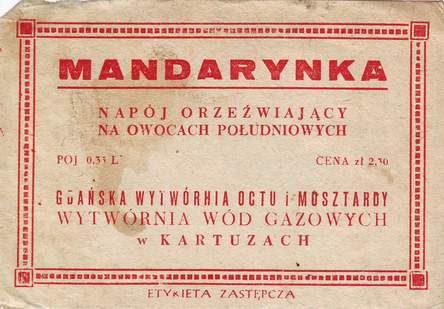 MANDARYNKA
NAPÓJ ORZEŹWIAJĄCY
NA OWOCACH POŁUDNIOWYCH
POJ 0,33 L CENA zł 2,30
GDAŃSKA WYTWÓRNIA OCTU i MOSZTARDY
WYTWÓRNIA WÓD GAZOWYCH
w KARTUZACH
ETYKIETA ZASTĘPCZA